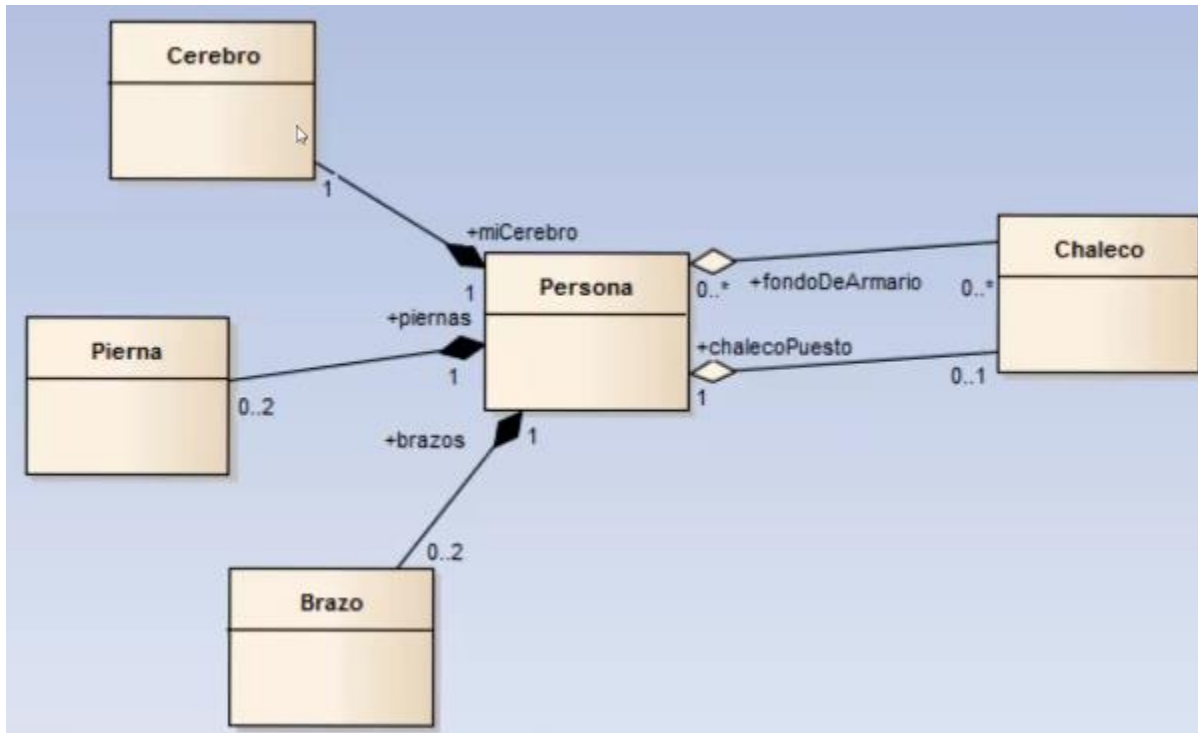 Cerebro
1
+miCerebro
1
Persona
Chaleco
0..*
+fondoDeArmario
0..*
+piernas
Pierna
1
0..2
+chalecoPuesto
1
0..1
+brazos
1
0..2
Brazo